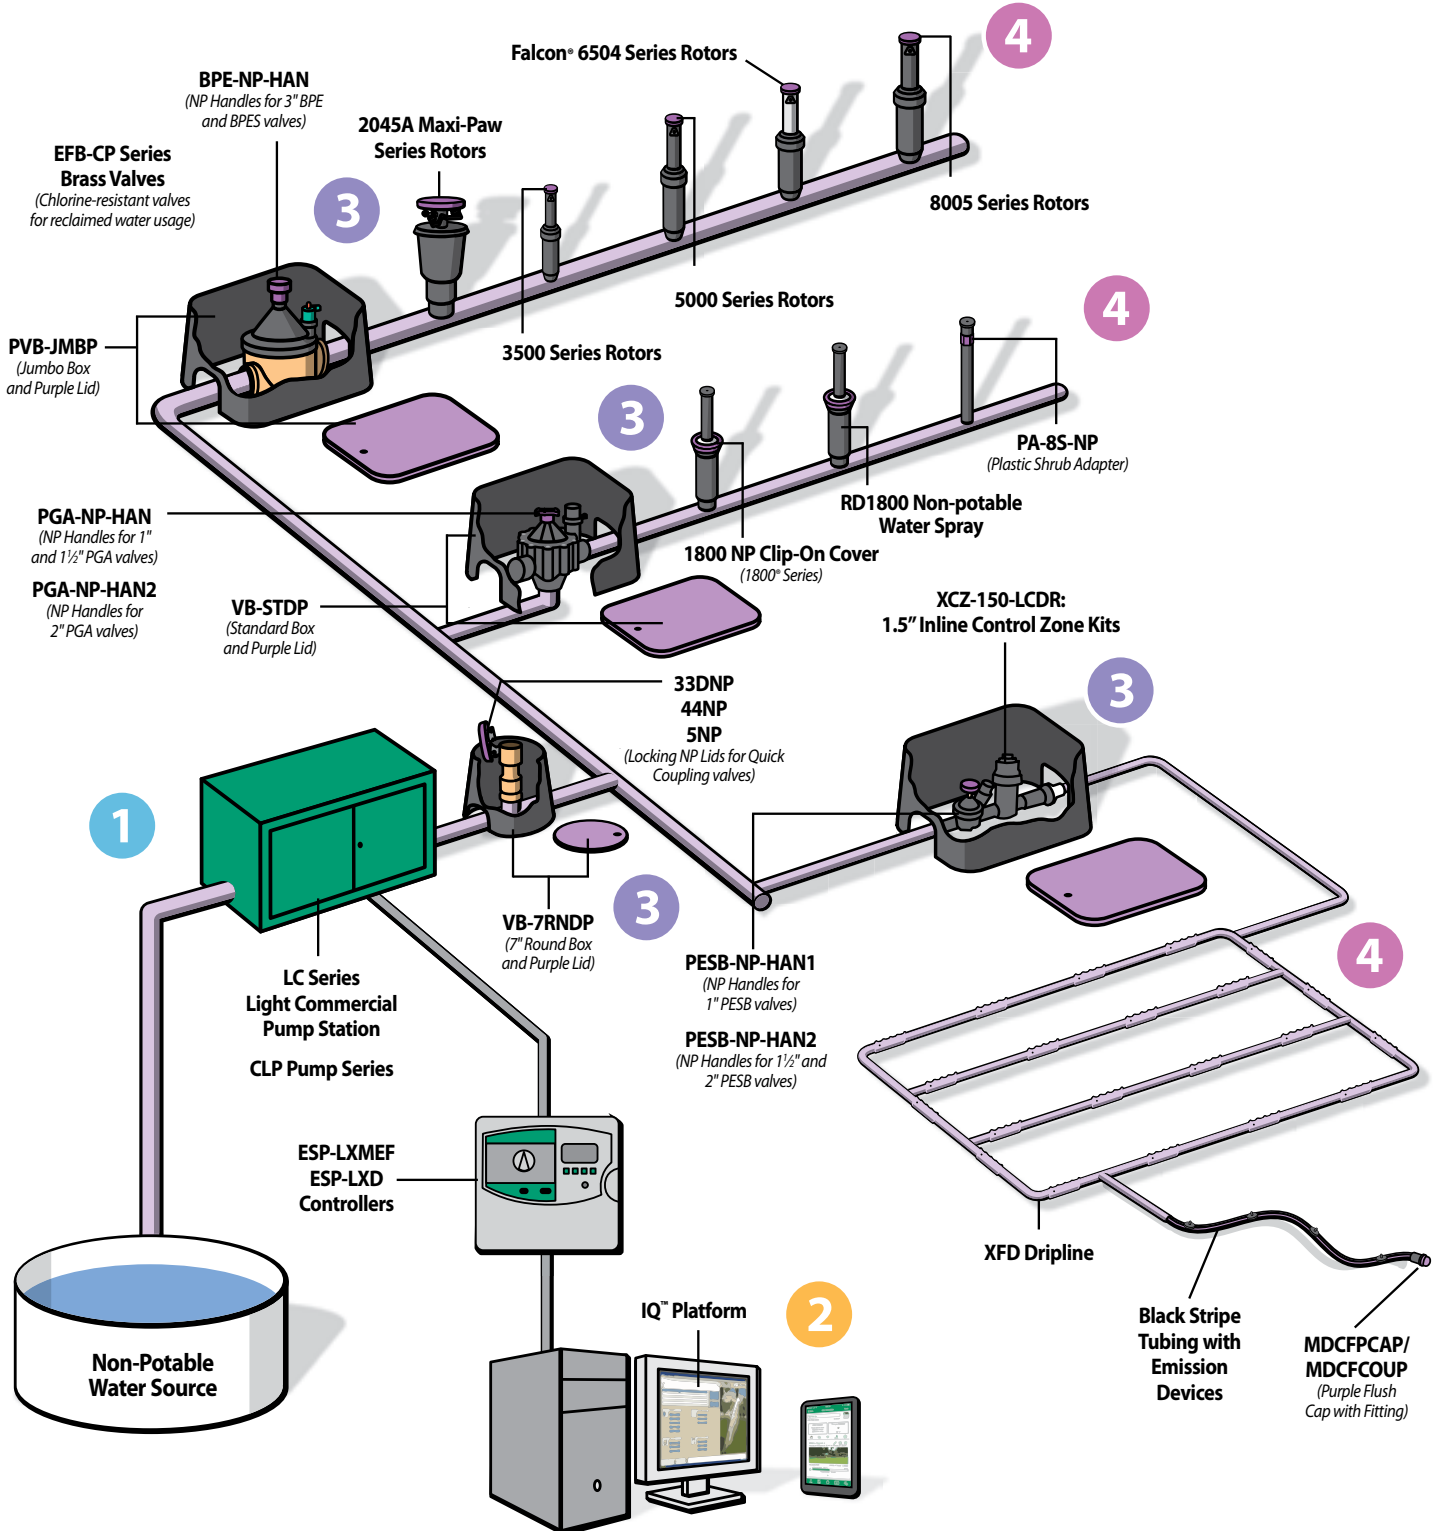 4
Falcon® 6504 Series Rotors
BPE-NP-HAN
(NP Handles for 3" BPE
and BPES valves)
2045A Maxi-Paw
Series Rotors
EFB-CP Series
Brass Valves
(Chlorine-resistant valves
for reclaimed water usage)
3
8005 Series Rotors
5000 Series Rotors
4
3500 Series Rotors
PVB-JMBP
(Jumbo Box
and Purple Lid)
3
PA-8S-NP
(Plastic Shrub Adapter)
RD1800 Non-potable
Water Spray
1800 NP Clip-On Cover
(1800® Series)
PGA-NP-HAN
(NP Handles for 1"
and 1½" PGA valves)
PGA-NP-HAN2
(NP Handles for
2" PGA valves)
VB-STDP
(Standard Box
and Purple Lid)
XCZ-150-LCDR:
1.5” Inline Control Zone Kits
33DNP
44NP
5NP
(Locking NP Lids for Quick
Coupling valves)
3
1
3
VB-7RNDP
(7" Round Box
and Purple Lid)
4
PESB-NP-HAN1
(NP Handles for
1" PESB valves)
PESB-NP-HAN2
(NP Handles for 1½" and
2" PESB valves)
LC Series
Light Commercial
Pump Station
CLP Pump Series
ESP-LXMEF
ESP-LXD
Controllers
XFD Dripline
2
IQ™ Platform
Black Stripe
Tubing with
Emission
Devices
MDCFPCAP/
MDCFCOUP
(Purple Flush
Cap with Fitting)
Non-Potable
Water Source